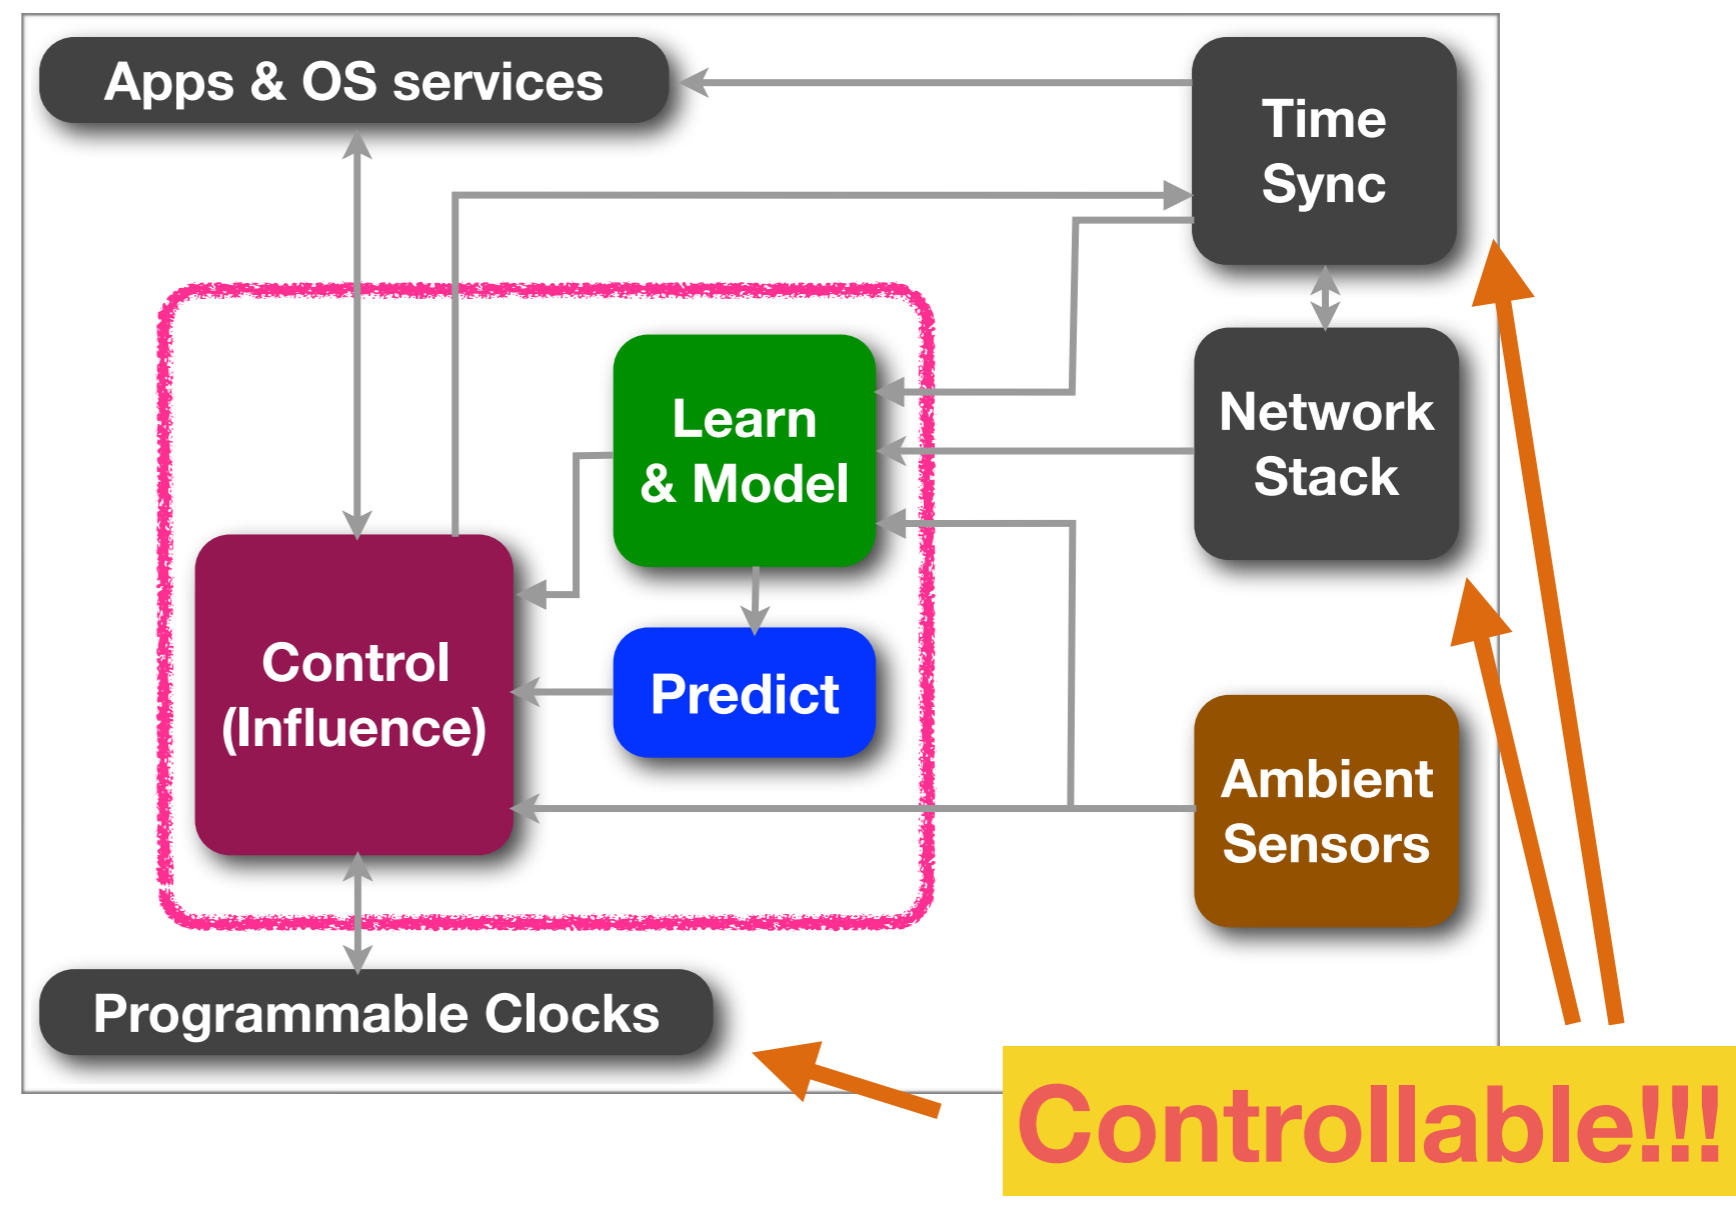 Apps & OS services
Time
Sync
Learn
& Model
Network
Stack
Control
(Influence)
Predict
Ambient
Sensors
Programmable Clocks
Controllable!!!